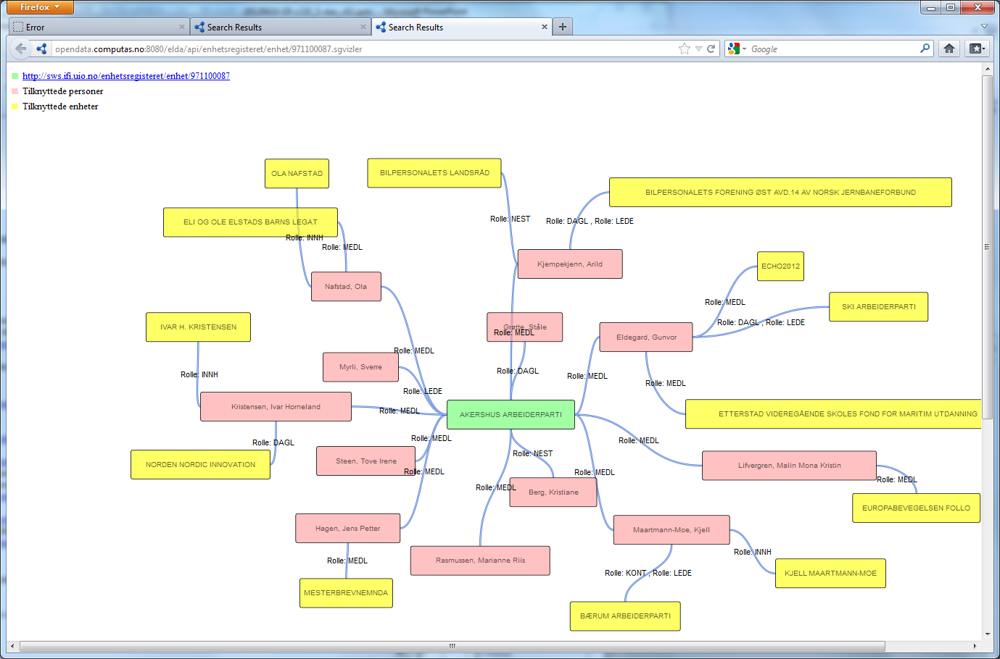 Firefox
Error
Search Results
Search Results
opendata.computas.no:8080/elda/api/enhetsregisteret/enhet/971100087.sgvizler
Google
http://sws.ifi.uio.no/enhetsregisteret/enhet/971100087
Tilknyttede personer
Tilknyttede enheter
OLA NAFSTAD
BILPERSONALETS LANDSRÅD
BILPERSONALETS FORENING ØST AVD.14 AV NORSK JERNBANEFORBUND
ELI OG OLE ELSTADS BARNS LEGAT
Rolle: NEST
Rolle: DAGL , Rolle: LEDE
Rolle: INNH
Rolle: MEDL
Kjempekjenn, Arild
ECHO2012
Nafstad, Ola
Rolle: MEDL
SKI ARBEIDERPARTI
IVAR H. KRISTENSEN
Grøtte, Ståle
Rolle: MEDL
Rolle: DAGL , Rolle: LEDE
Eldegard, Gunvor
Rolle: MEDL
Myrli, Sverre
Rolle: INNH
Rolle: DAGL
Rolle: MEDL
Rolle: MEDL
Rolle: LEDE
Kristensen, Ivar Horneland
Rolle: MEDL
AKERSHUS ARBEIDERPARTI
ETTERSTAD VIDEREGÅENDE SKOLES FOND FOR MARITIM UTDANNING
Rolle: DAGL
Rolle: MEDL
Rolle: MEDL
NORDEN NORDIC INNOVATION
Steen, Tove Irene
Rolle: NEST
Lifvergren, Malin Mona Kristin
Rolle: MEDL
Rolle: MEDL
Rolle: MEDL
Rolle: MEDL
Berg, Kristiane
EUROPABEVEGELSEN FOLLO
Hagen, Jens Petter
Maartmann-Moe, Kjell
Rolle: MEDL
Rasmussen, Marianne Riis
Rolle: INNH
Rolle: KONT , Rolle: LEDE
KJELL MAARTMANN-MOE
MESTERBREVNEMNDA
BÆRUM ARBEIDERPARTI